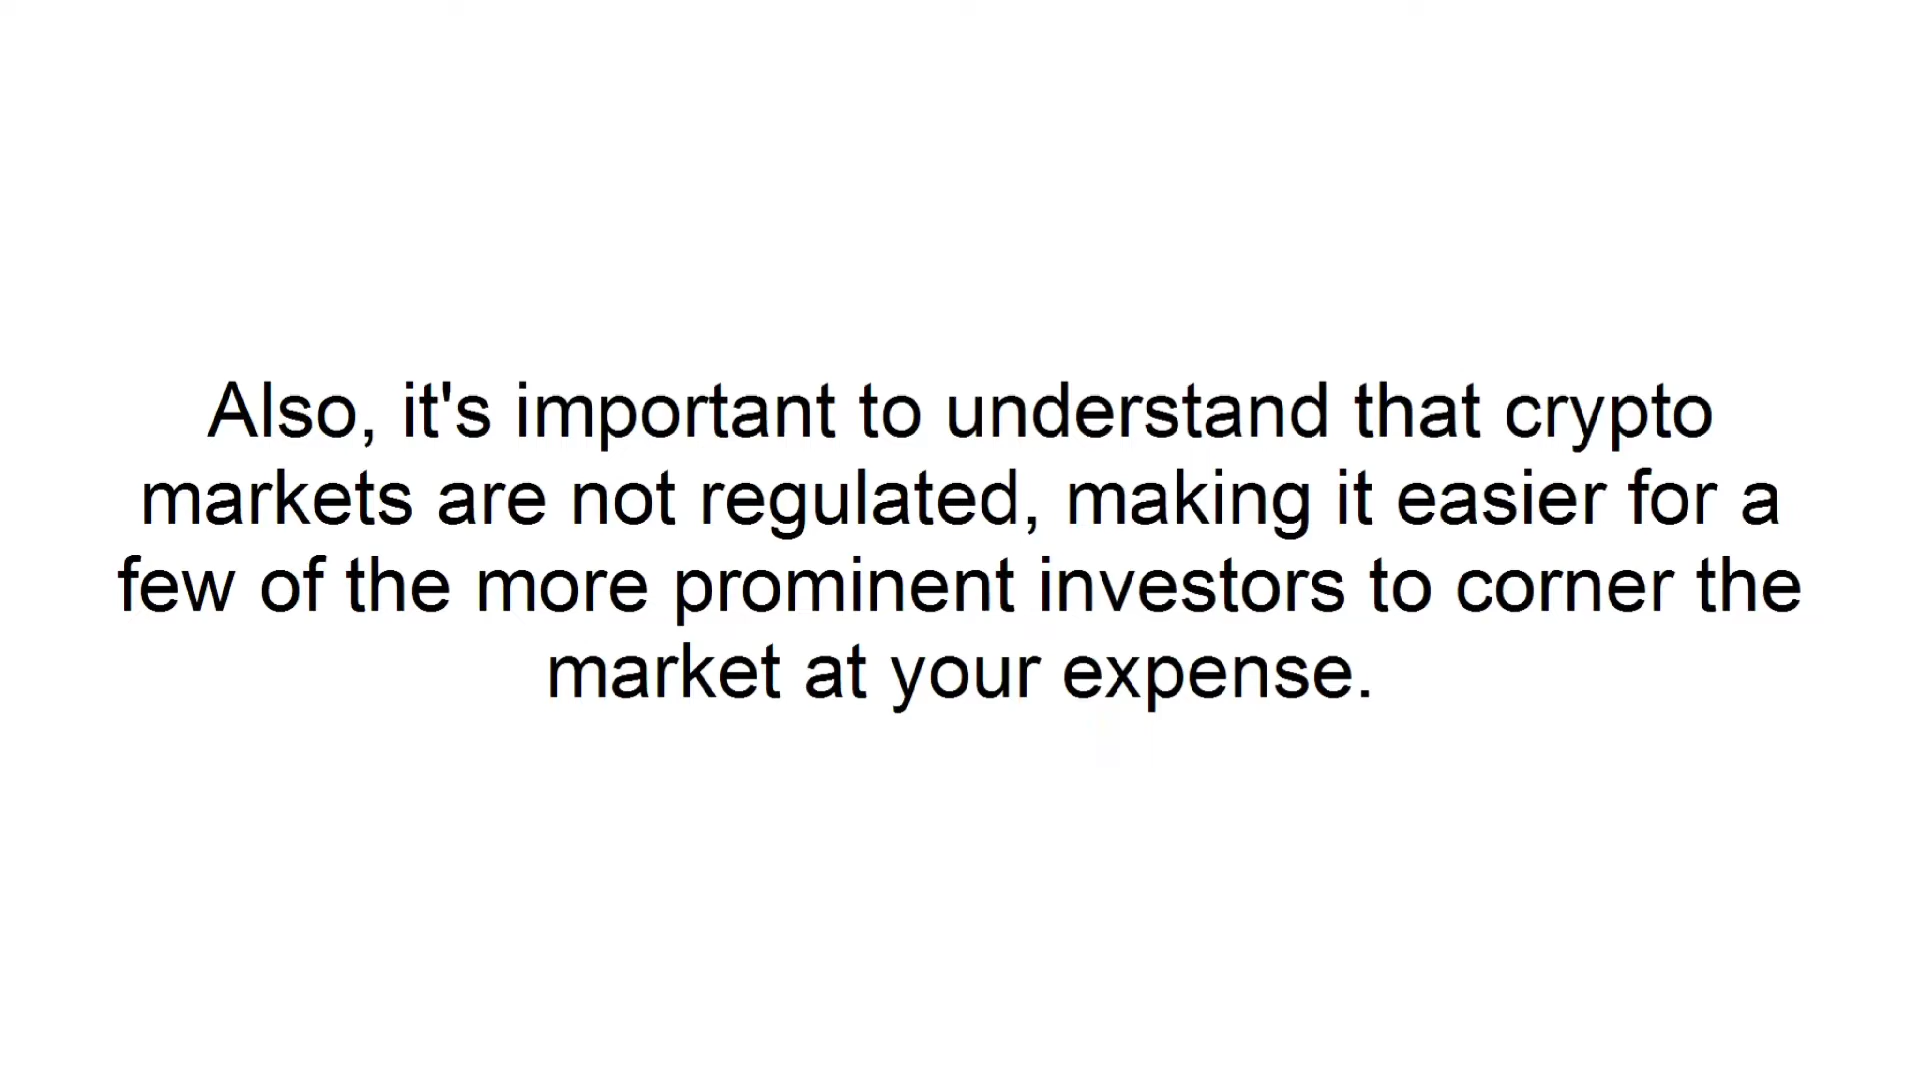 Also, it's important to understand that crypto
markets are not regulated, making it easier for a
few of the more prominent investors to corner the
market at your expense.